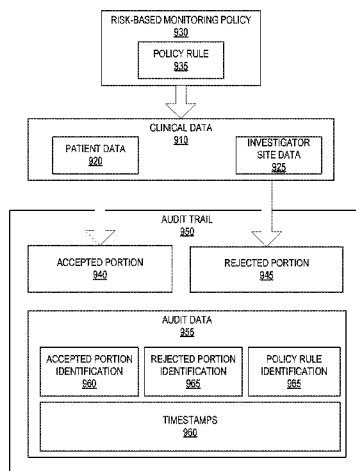 RISK-BASED MONITORING POLICY
930
POLICY RULE
935
CLINICAL DATA
910
PATIENT DATA
920
INVESTIGATOR
SITE DATA
925
AUDIT TRAIL
950
ACCEPTED PORTION
940
REJECTED PORTION
945
AUDIT DATA
955
ACCEPTED PORTION
IDENTIFICATION
960
REJECTED PORTION
IDENTIFICATION
965
POLICY RULE
IDENTIFICATION
985
TIMESTAMPS
960